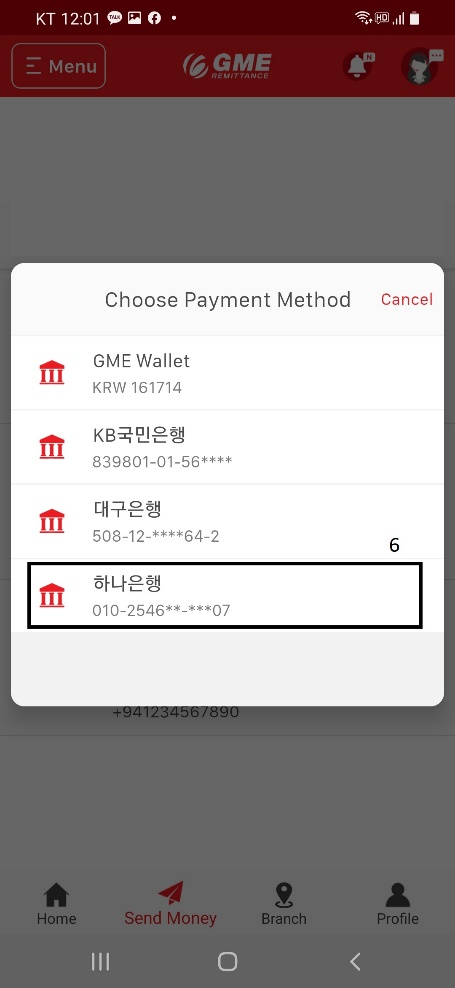 KT 12:01 TALK HD
Menu
GME
REMITTANCE
N
Choose Payment Method
Cancel
GME Wallet
KRW 161714
KB국민은행
839801-01-56****
대구은행
508-12-****64-2
6
하나은행
010-2546**-***07
+941234567890
Home
Send Money
Branch
Profile